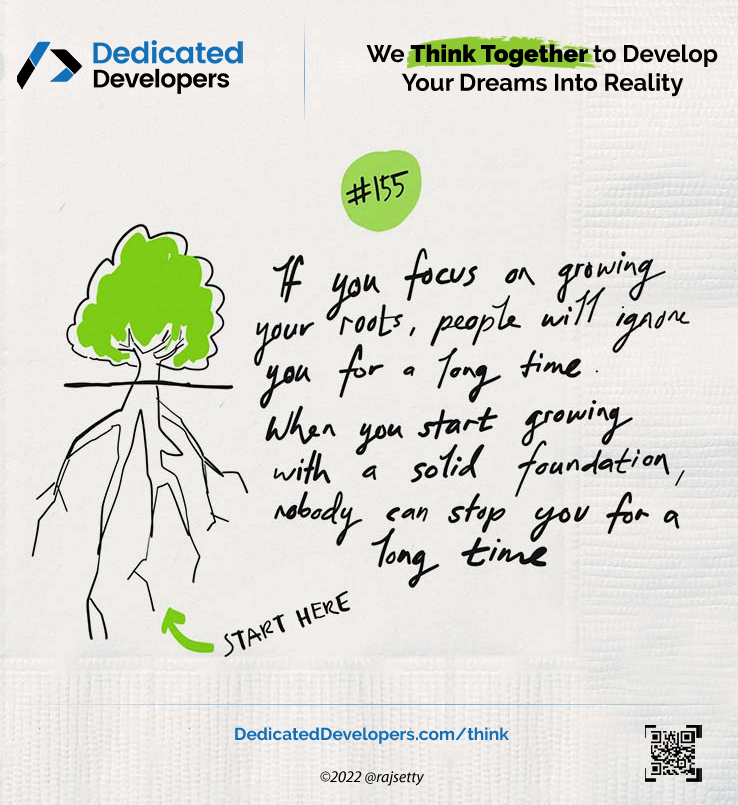 Dedicated
Developers
We Think Together to Develop
Your Dreams Into Reality
#155
If you focus on growing
your roots, people will ignore
you for a long time.
When you start growing
with a solid foundation,
nobody can stop you for a
long time
START HERE
DedicatedDevelopers.com/think
©2022 @rajsetty